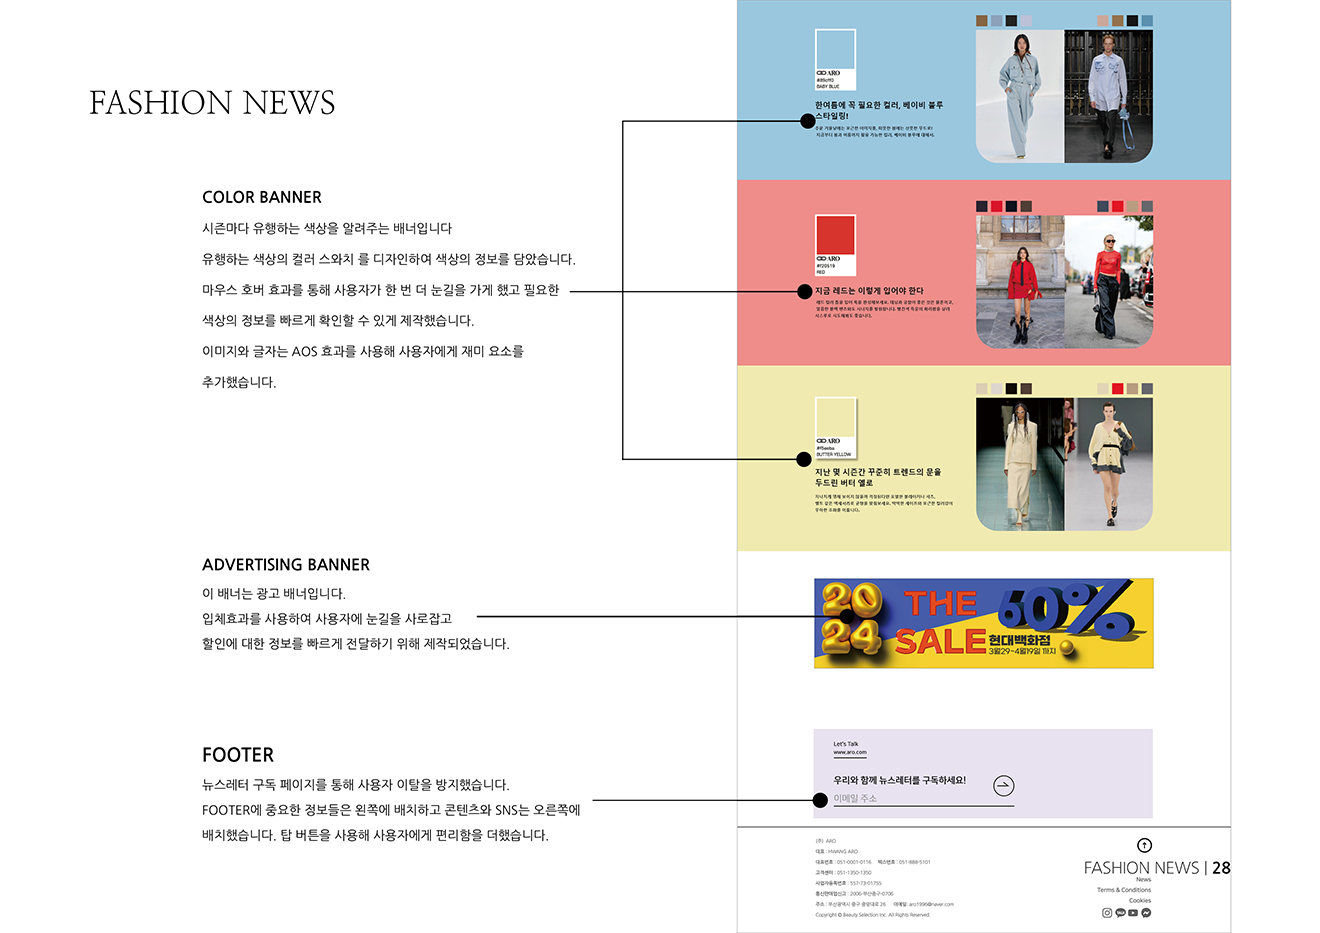 FASHION NEWS
COLOR BANNER
시즌마다 유행하는 색상을 알려주는 배너입니다
유행하는 색상의 컬러 스와치 를 디자인하여 색상의 정보를 담았습니다.
마우스 호버 효과를 통해 사용자가 한 번 더 눈길을 가게 했고 필요한
색상의 정보를 빠르게 확인할 수 있게 제작했습니다.
이미지와 글자는 AOS 효과를 사용해 사용자에게 재미 요소를
추가했습니다.
ADVERTISING BANNER
이 배너는 광고 배너입니다.
입체효과를 사용하여 사용자에 눈길을 사로잡고
할인에 대한 정보를 빠르게 전달하기 위해 제작되었습니다.
FOOTER
뉴스레터 구독 페이지를 통해 사용자 이탈을 방지했습니다.
FOOTER에 중요한 정보들은 왼쪽에 배치하고 콘텐츠와 SNS는 오른쪽에
배치했습니다. 탑 버튼을 사용해 사용자에게 편리함을 더했습니다.
ARO
BABY BLUE
한여름에 꼭 필요한 컬러, 베이비 블루
스타일링!
ARO
#f20519
RED
지금 레드는 이렇게 입어야 한다
ARO
BUTTER YELLOW
지난 몇 시즌간 꾸준히 트렌드의 문을
두드린 버터 옐로
2024
THE SALE
60%
현대백화점
3월29~4월19일 까지
Let's Talk
www.aro.com
우리와 함께 뉴스레터를 구독하세요!
이메일 주소
(주) ARO
대표 : HWANG ARO
대표번호 : 051-0001-0116 팩스번호 : 051-888-5101
고객센터 : 051-1350-1350
사업자등록번호 : 557-73-01755
통신판매업신고 : 2006-부산중구-0706
주소 : 부산광역시 중구 중앙대로 26 이메일: aro1996@naver.com
Copyright © Beauty Selection Inc. All Rights Reserved.
FASHION NEWS | 28
News
Terms & Conditions
Cookies